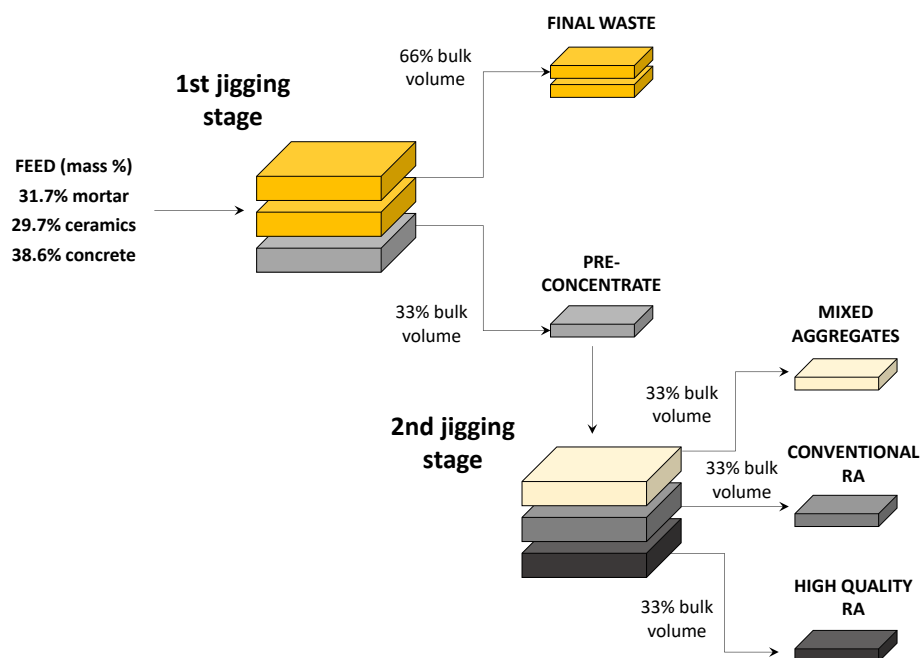 FINAL WASTE
66% bulk
volume
1st jigging
stage
FEED (mass %)
31.7% mortar
29.7% ceramics
38.6% concrete
PRE-
CONCENTRATE
33% bulk
volume
MIXED
AGGREGATES
33% bulk
volume
2nd jigging
stage
CONVENTIONAL
RA
33% bulk
volume
HIGH QUALITY
RA
33% bulk
volume